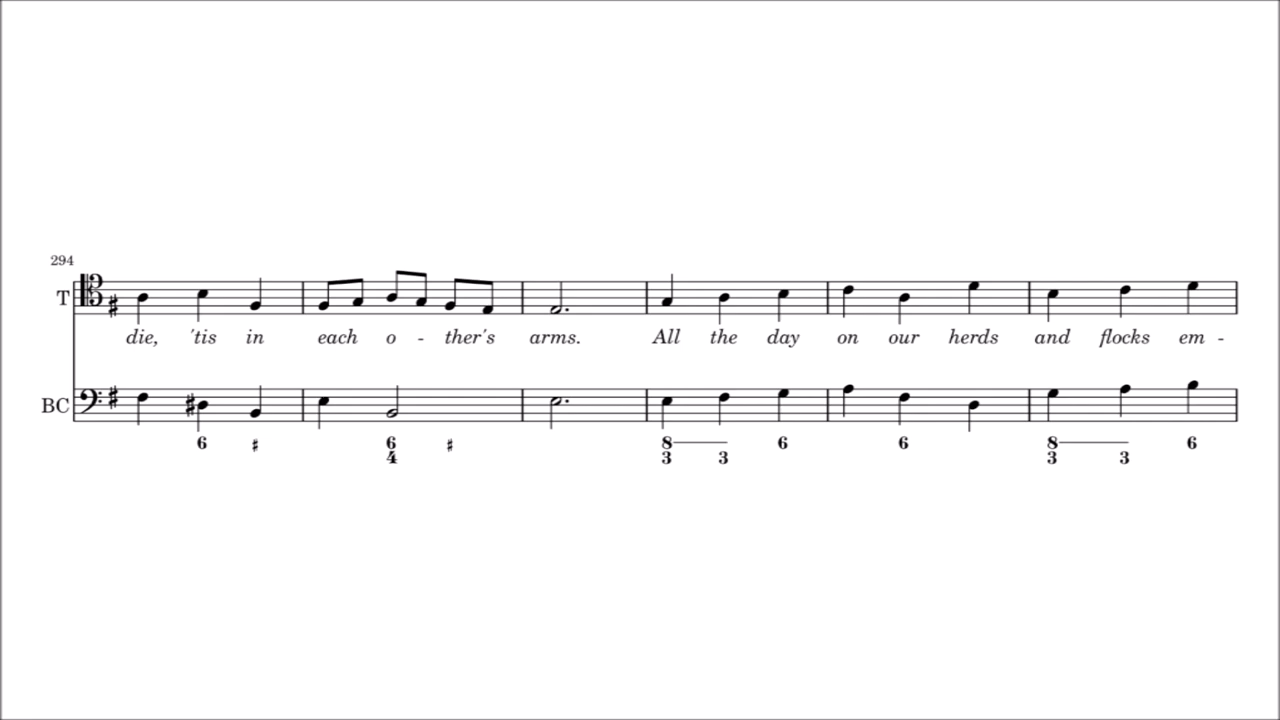 294
T
die, 'tis in each o - ther's arms. All the day on our herds and flocks em -
BC
6 ♯ 6 ♯ 8 6 6 8 6
4 3 3 3 3